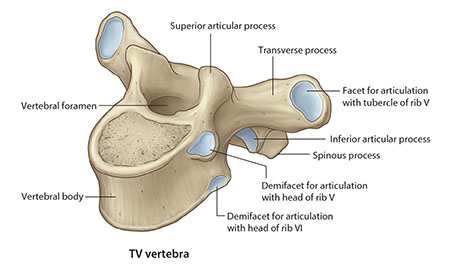 Superior articular process
Transverse process
Facet for articulation
with tubercle of rib V
Vertebral foramen
Inferior articular process
Spinous process
Demifacet for articulation
with head of rib V
Vertebral body
Demifacet for articulation
with head of rib VI
TV vertebra